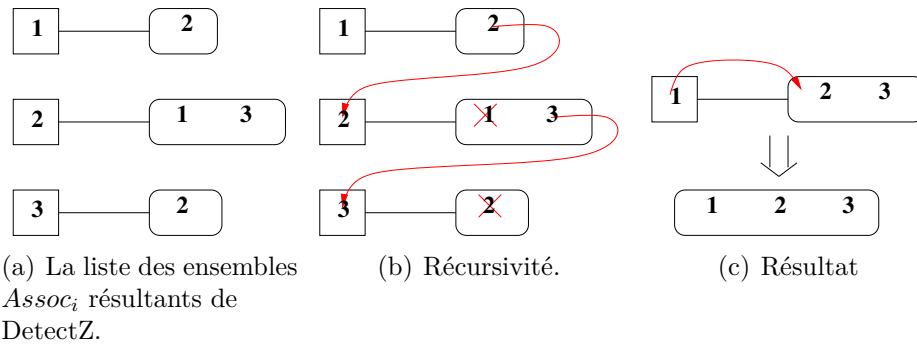 1 2
2 1 3
3 2
(a) La liste des ensembles
Assoc_i résultants de
DetectZ.
1 2
2 1 3
3 2
(b) Récursivité.
1 2 3
1 2 3
(c) Résultat